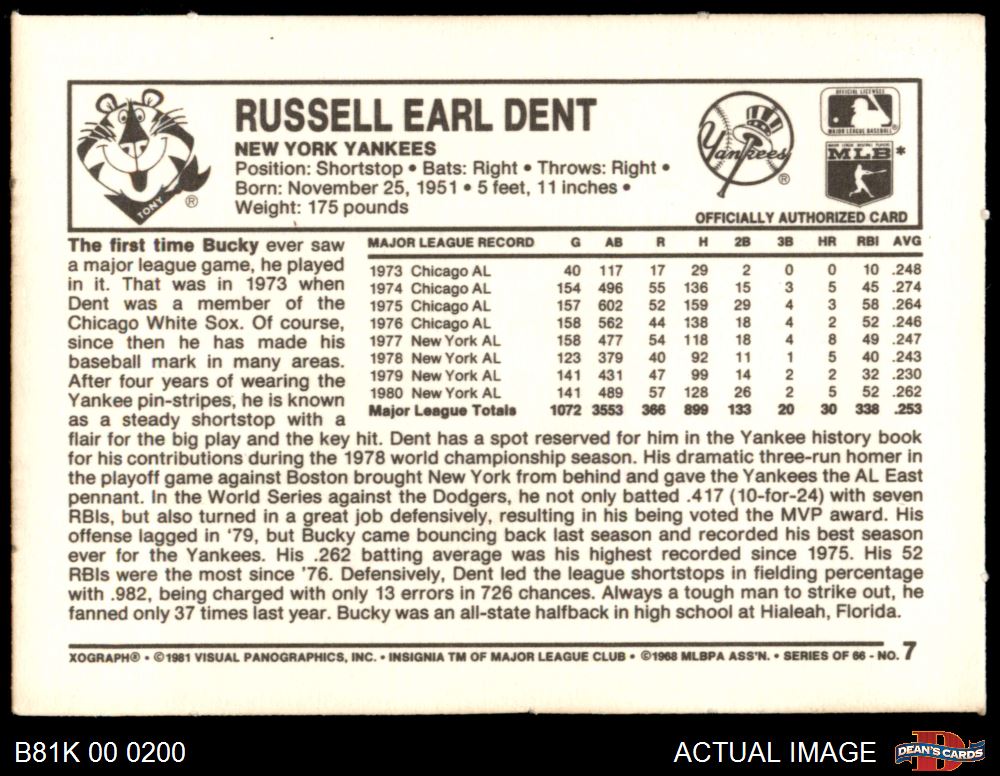 RUSSELL EARL DENT
NEW YORK YANKEES
Position: Shortstop • Bats: Right • Throws: Right •
Born: November 25, 1951 • 5 feet, 11 inches •
Weight: 175 pounds
TONY ®
Yankees ®
OFFICIAL LICENSEE
MAJOR LEAGUE BASEBALL ®
MLB *
OFFICIALLY AUTHORIZED CARD
The first time Bucky ever saw
a major league game, he played
in it. That was in 1973 when
Dent was a member of the
Chicago White Sox. Of course,
since then he has made his
baseball mark in many areas.
After four years of wearing the
Yankee pin-stripes, he is known
as a steady shortstop with a
MAJOR LEAGUE RECORD G AB R H 2B 3B HR RBI AVG
1973 Chicago AL 40 117 17 29 2 0 0 10 .248
1974 Chicago AL 154 496 55 136 15 3 5 45 .274
1975 Chicago AL 157 602 52 159 29 4 3 58 .264
1976 Chicago AL 158 562 44 138 18 4 2 52 .246
1977 New York AL 158 477 54 118 18 4 8 49 .247
1978 New York AL 123 379 40 92 11 1 5 40 .243
1979 New York AL 141 431 47 99 14 2 2 32 .230
1980 New York AL 141 489 57 128 26 2 5 52 .262
Major League Totals 1072 3553 366 899 133 20 30 338 .253
flair for the big play and the key hit. Dent has a spot reserved for him in the Yankee history book
for his contributions during the 1978 world championship season. His dramatic three-run homer in
the playoff game against Boston brought New York from behind and gave the Yankees the AL East
pennant. In the World Series against the Dodgers, he not only batted .417 (10-for-24) with seven
RBIs, but also turned in a great job defensively, resulting in his being voted the MVP award. His
offense lagged in '79, but Bucky came bouncing back last season and recorded his best season
ever for the Yankees. His .262 batting average was his highest recorded since 1975. His 52
RBIs were the most since '76. Defensively, Dent led the league shortstops in fielding percentage
with .982, being charged with only 13 errors in 726 chances. Always a tough man to strike out, he
fanned only 37 times last year. Bucky was an all-state halfback in high school at Hialeah, Florida.
XOGRAPH® • ©1981 VISUAL PANOGRAPHICS, INC. • INSIGNIA TM OF MAJOR LEAGUE CLUB • ©1968 MLBPA ASS'N. • SERIES OF 66 - NO. 7
B81K 00 0200
ACTUAL IMAGE
DEAN'S CARDS